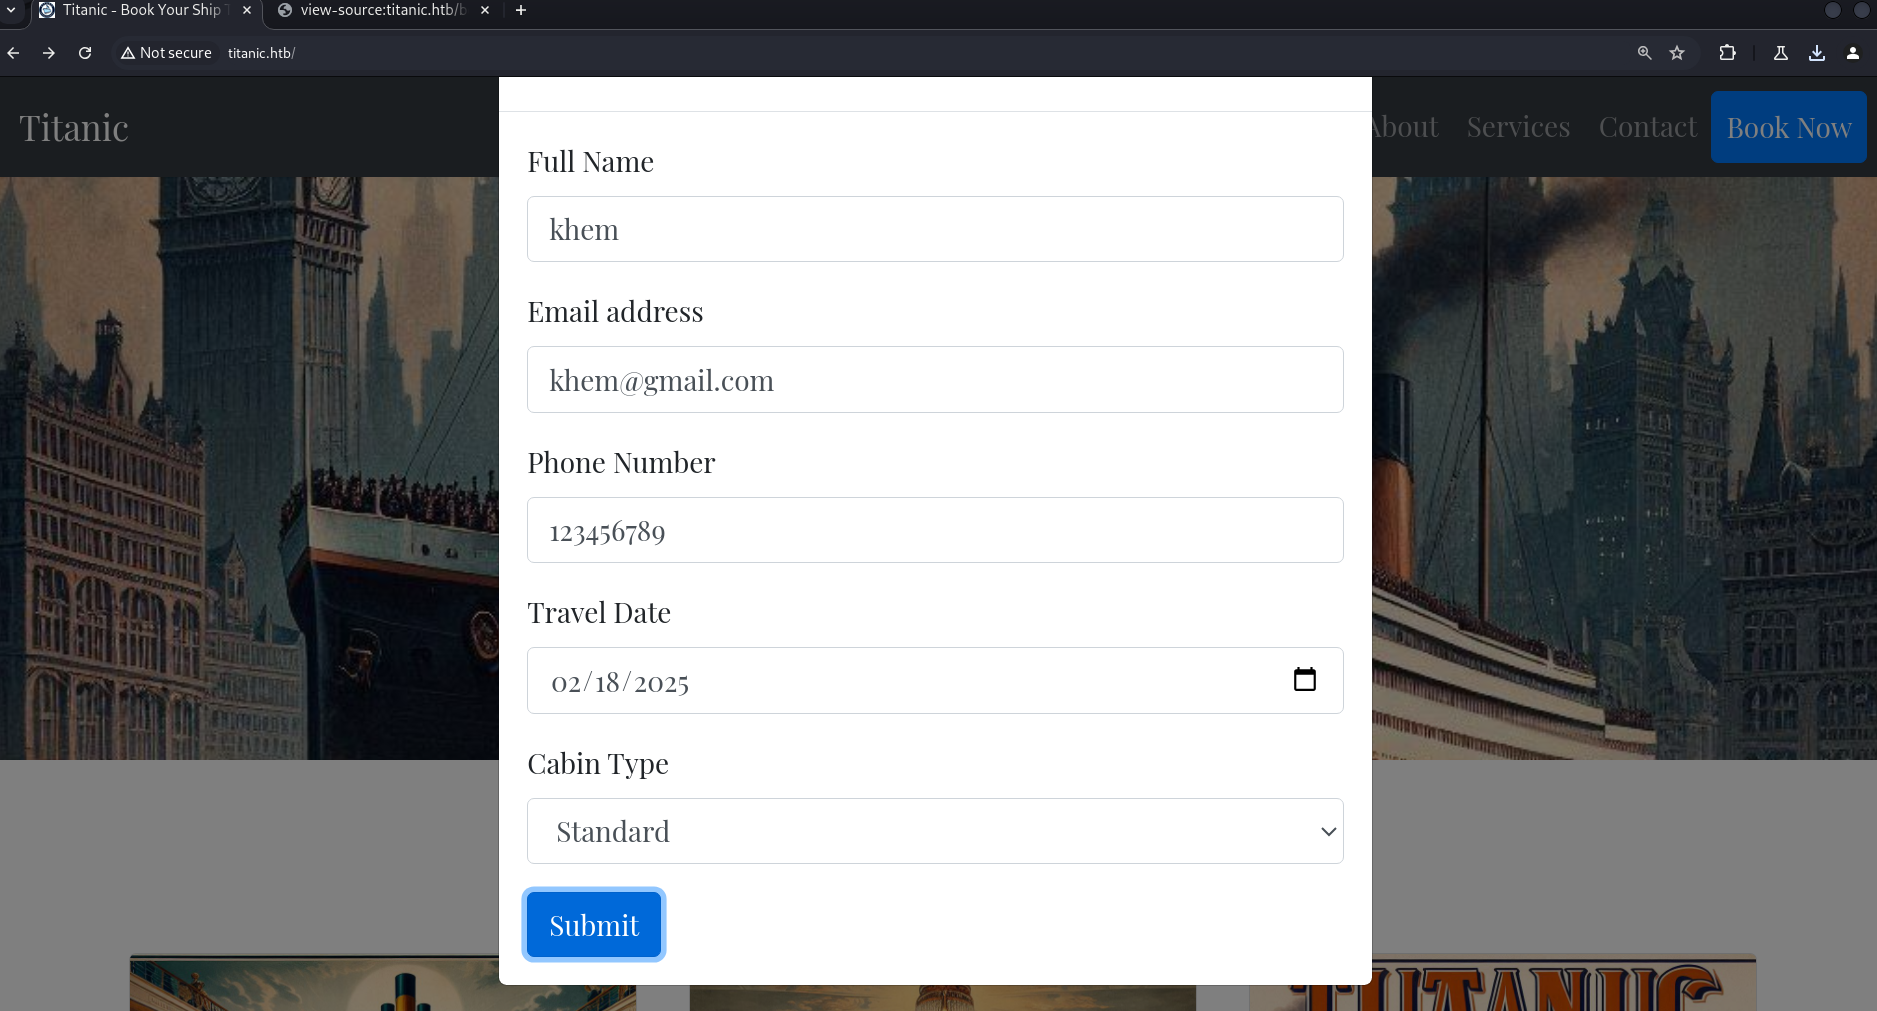 Titanic - Book Your Ship T
view-source:titanic.htb/b
Not secure
titanic.htb/
Titanic
About
Services
Contact
Book Now
Full Name
khem
Email address
khem@gmail.com
Phone Number
123456789
Travel Date
02/18/2025
Cabin Type
Standard
Submit
TITANIC